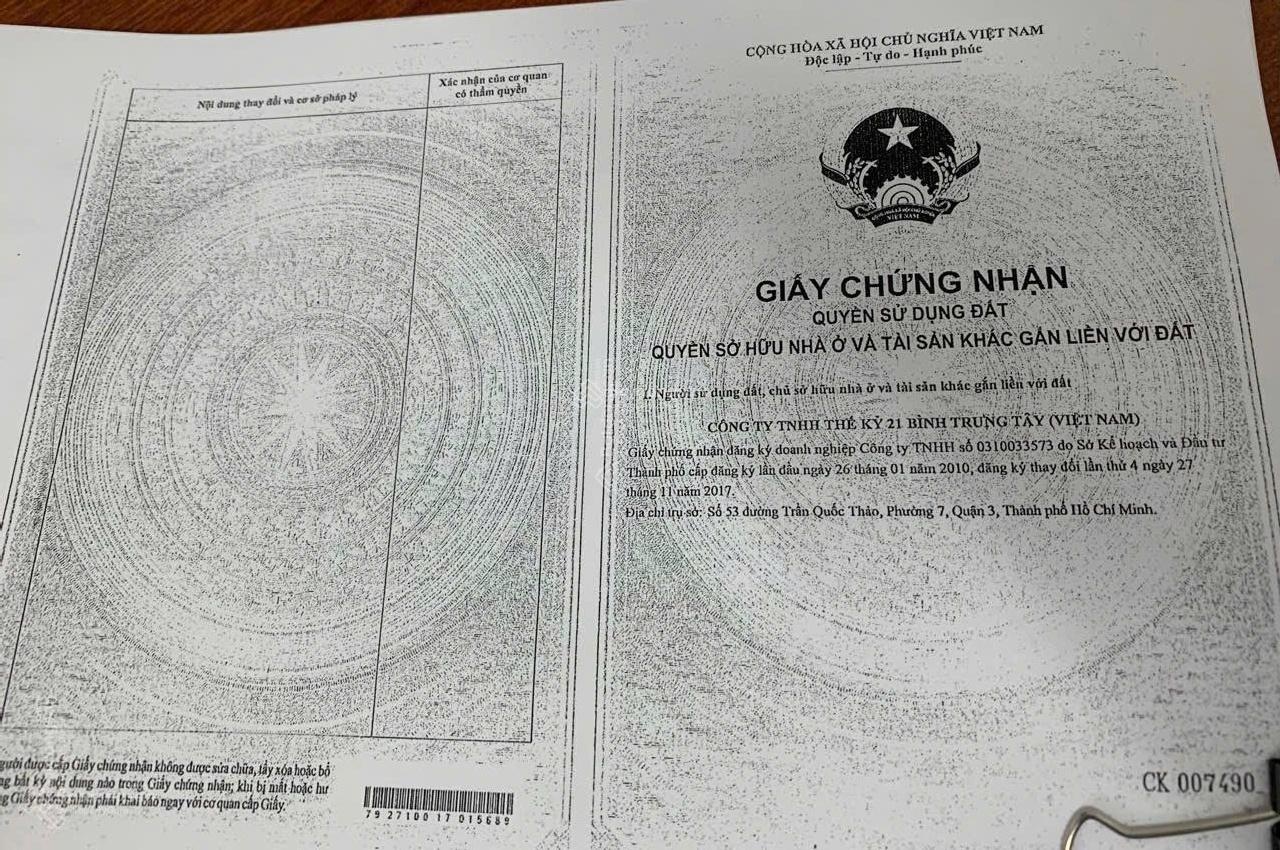 Nội dung thay đổi và cơ sở pháp lý
Xác nhận của cơ quan
có thẩm quyền
gười được cấp Giấy chứng nhận không được sửa chữa, tẩy xóa hoặc bổ
ng bất kỳ nội dung nào trong Giấy chứng nhận; khi bị mất hoặc hư
ng Giấy chứng nhận phải khai báo ngay với cơ quan cấp Giấy.
79 27100 17 015689
CỘNG HÒA XÃ HỘI CHỦ NGHĨA VIỆT NAM
Độc lập - Tự do - Hạnh phúc
VIỆT NAM
GIẤY CHỨNG NHẬN
QUYỀN SỬ DỤNG ĐẤT
QUYỀN SỞ HỮU NHÀ Ở VÀ TÀI SẢN KHÁC GẮN LIỀN VỚI ĐẤT
I. Người sử dụng đất, chủ sở hữu nhà ở và tài sản khác gắn liền với đất
CÔNG TY TNHH THẾ KỶ 21 BÌNH TRƯNG TÂY (VIỆT NAM)
Giấy chứng nhận đăng ký doanh nghiệp Công ty TNHH số 0310033573 do Sở Kế hoạch và Đầu tư
Thành phố cấp đăng ký lần đầu ngày 26 tháng 01 năm 2010, đăng ký thay đổi lần thứ 4 ngày 27
tháng 11 năm 2017.
Địa chỉ trụ sở: Số 53 đường Trần Quốc Thảo, Phường 7, Quận 3, Thành phố Hồ Chí Minh.
CK 007490